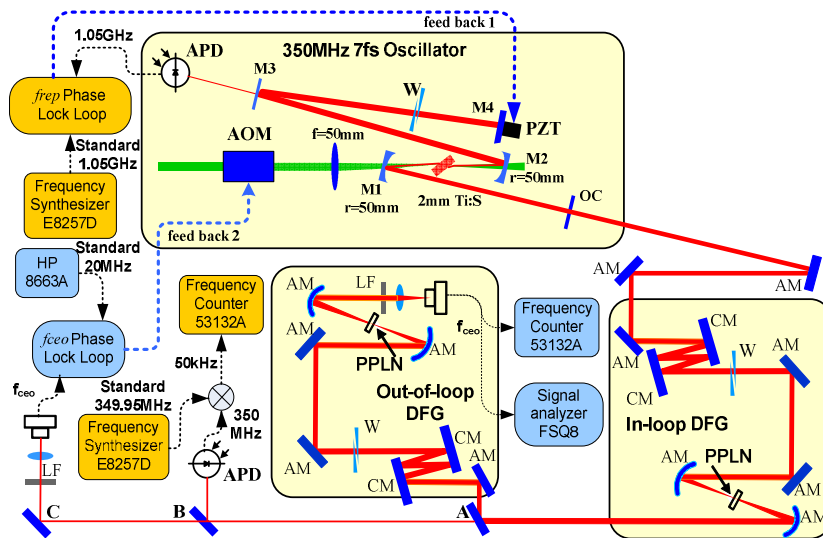 feed back 1
1.05GHz
APD
350MHz 7fs Oscillator
M3
W
M4
PZT
frep Phase
Lock Loop
AOM
f=50mm
M2
r=50mm
M1
r=50mm
2mm Ti:S
OC
Standard
1.05GHz
Frequency
Synthesizer
E8257D
feed back 2
Standard
20MHz
HP
8663A
Frequency
Counter
53132A
AM
LF
fceo
Frequency
Counter
53132A
AM
AM
AM
CM
AM
CM
W
AM
fceo Phase
Lock Loop
50kHz
AM
PPLN
AM
Out-of-loop
DFG
Signal
analyzer
FSQ8
In-loop DFG
fceo
Standard
349.95MHz
350
MHz
Frequency
Synthesizer
E8257D
APD
LF
AM
W
CM
AM
CM
AM
PPLN
AM
AM
C
B
A